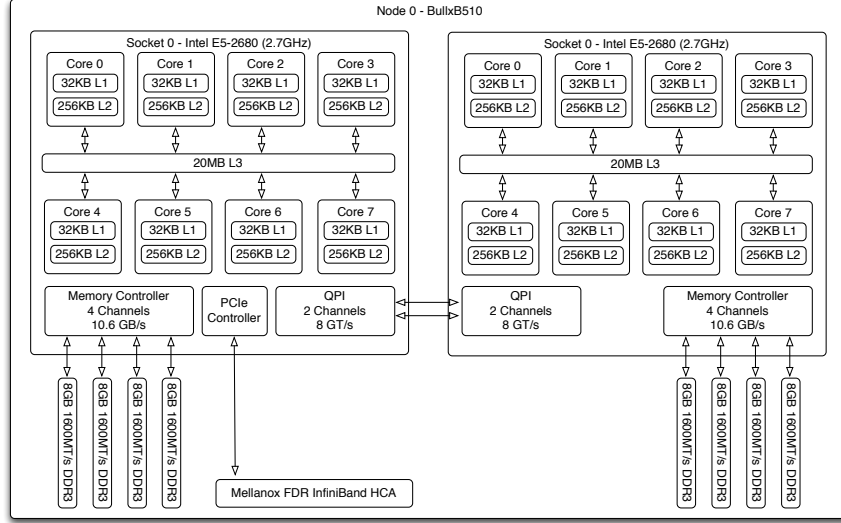 Node 0 - BullxB510
Socket 0 - Intel E5-2680 (2.7GHz)
Core 0
32KB L1
256KB L2
Core 1
32KB L1
256KB L2
Core 2
32KB L1
256KB L2
Core 3
32KB L1
256KB L2
20MB L3
Core 4
32KB L1
256KB L2
Core 5
32KB L1
256KB L2
Core 6
32KB L1
256KB L2
Core 7
32KB L1
256KB L2
Memory Controller
4 Channels
10.6 GB/s
PCIe
Controller
QPI
2 Channels
8 GT/s
8GB 1600MT/s DDR3
8GB 1600MT/s DDR3
8GB 1600MT/s DDR3
8GB 1600MT/s DDR3
Mellanox FDR InfiniBand HCA
Socket 0 - Intel E5-2680 (2.7GHz)
Core 0
32KB L1
256KB L2
Core 1
32KB L1
256KB L2
Core 2
32KB L1
256KB L2
Core 3
32KB L1
256KB L2
20MB L3
Core 4
32KB L1
256KB L2
Core 5
32KB L1
256KB L2
Core 6
32KB L1
256KB L2
Core 7
32KB L1
256KB L2
QPI
2 Channels
8 GT/s
Memory Controller
4 Channels
10.6 GB/s
8GB 1600MT/s DDR3
8GB 1600MT/s DDR3
8GB 1600MT/s DDR3
8GB 1600MT/s DDR3